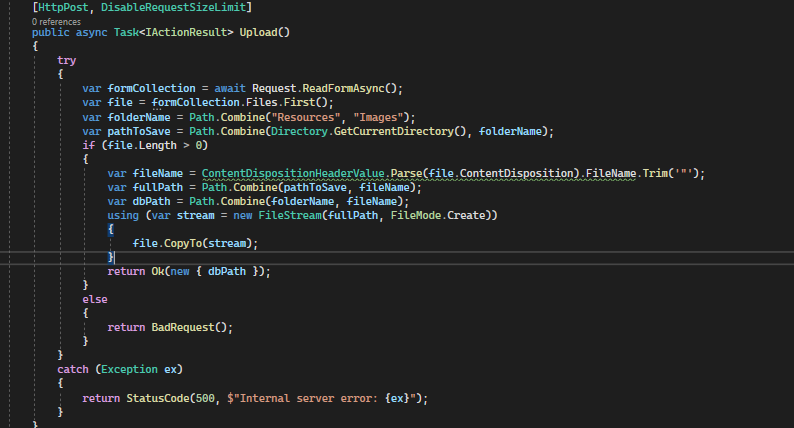 [HttpPost, DisableRequestSizeLimit]
0 references
public async Task<IActionResult> Upload()
{
try
{
var formCollection = await Request.ReadFormAsync();
var file = formCollection.Files.First();
var folderName = Path.Combine("Resources", "Images");
var pathToSave = Path.Combine(Directory.GetCurrentDirectory(), folderName);
if (file.Length > 0)
{
var fileName = ContentDispositionHeaderValue.Parse(file.ContentDisposition).FileName.Trim('"');
var fullPath = Path.Combine(pathToSave, fileName);
var dbPath = Path.Combine(folderName, fileName);
using (var stream = new FileStream(fullPath, FileMode.Create))
{
file.CopyTo(stream);
}
return Ok(new { dbPath });
}
else
{
return BadRequest();
}
}
catch (Exception ex)
{
return StatusCode(500, $"Internal server error: {ex}");
}
}